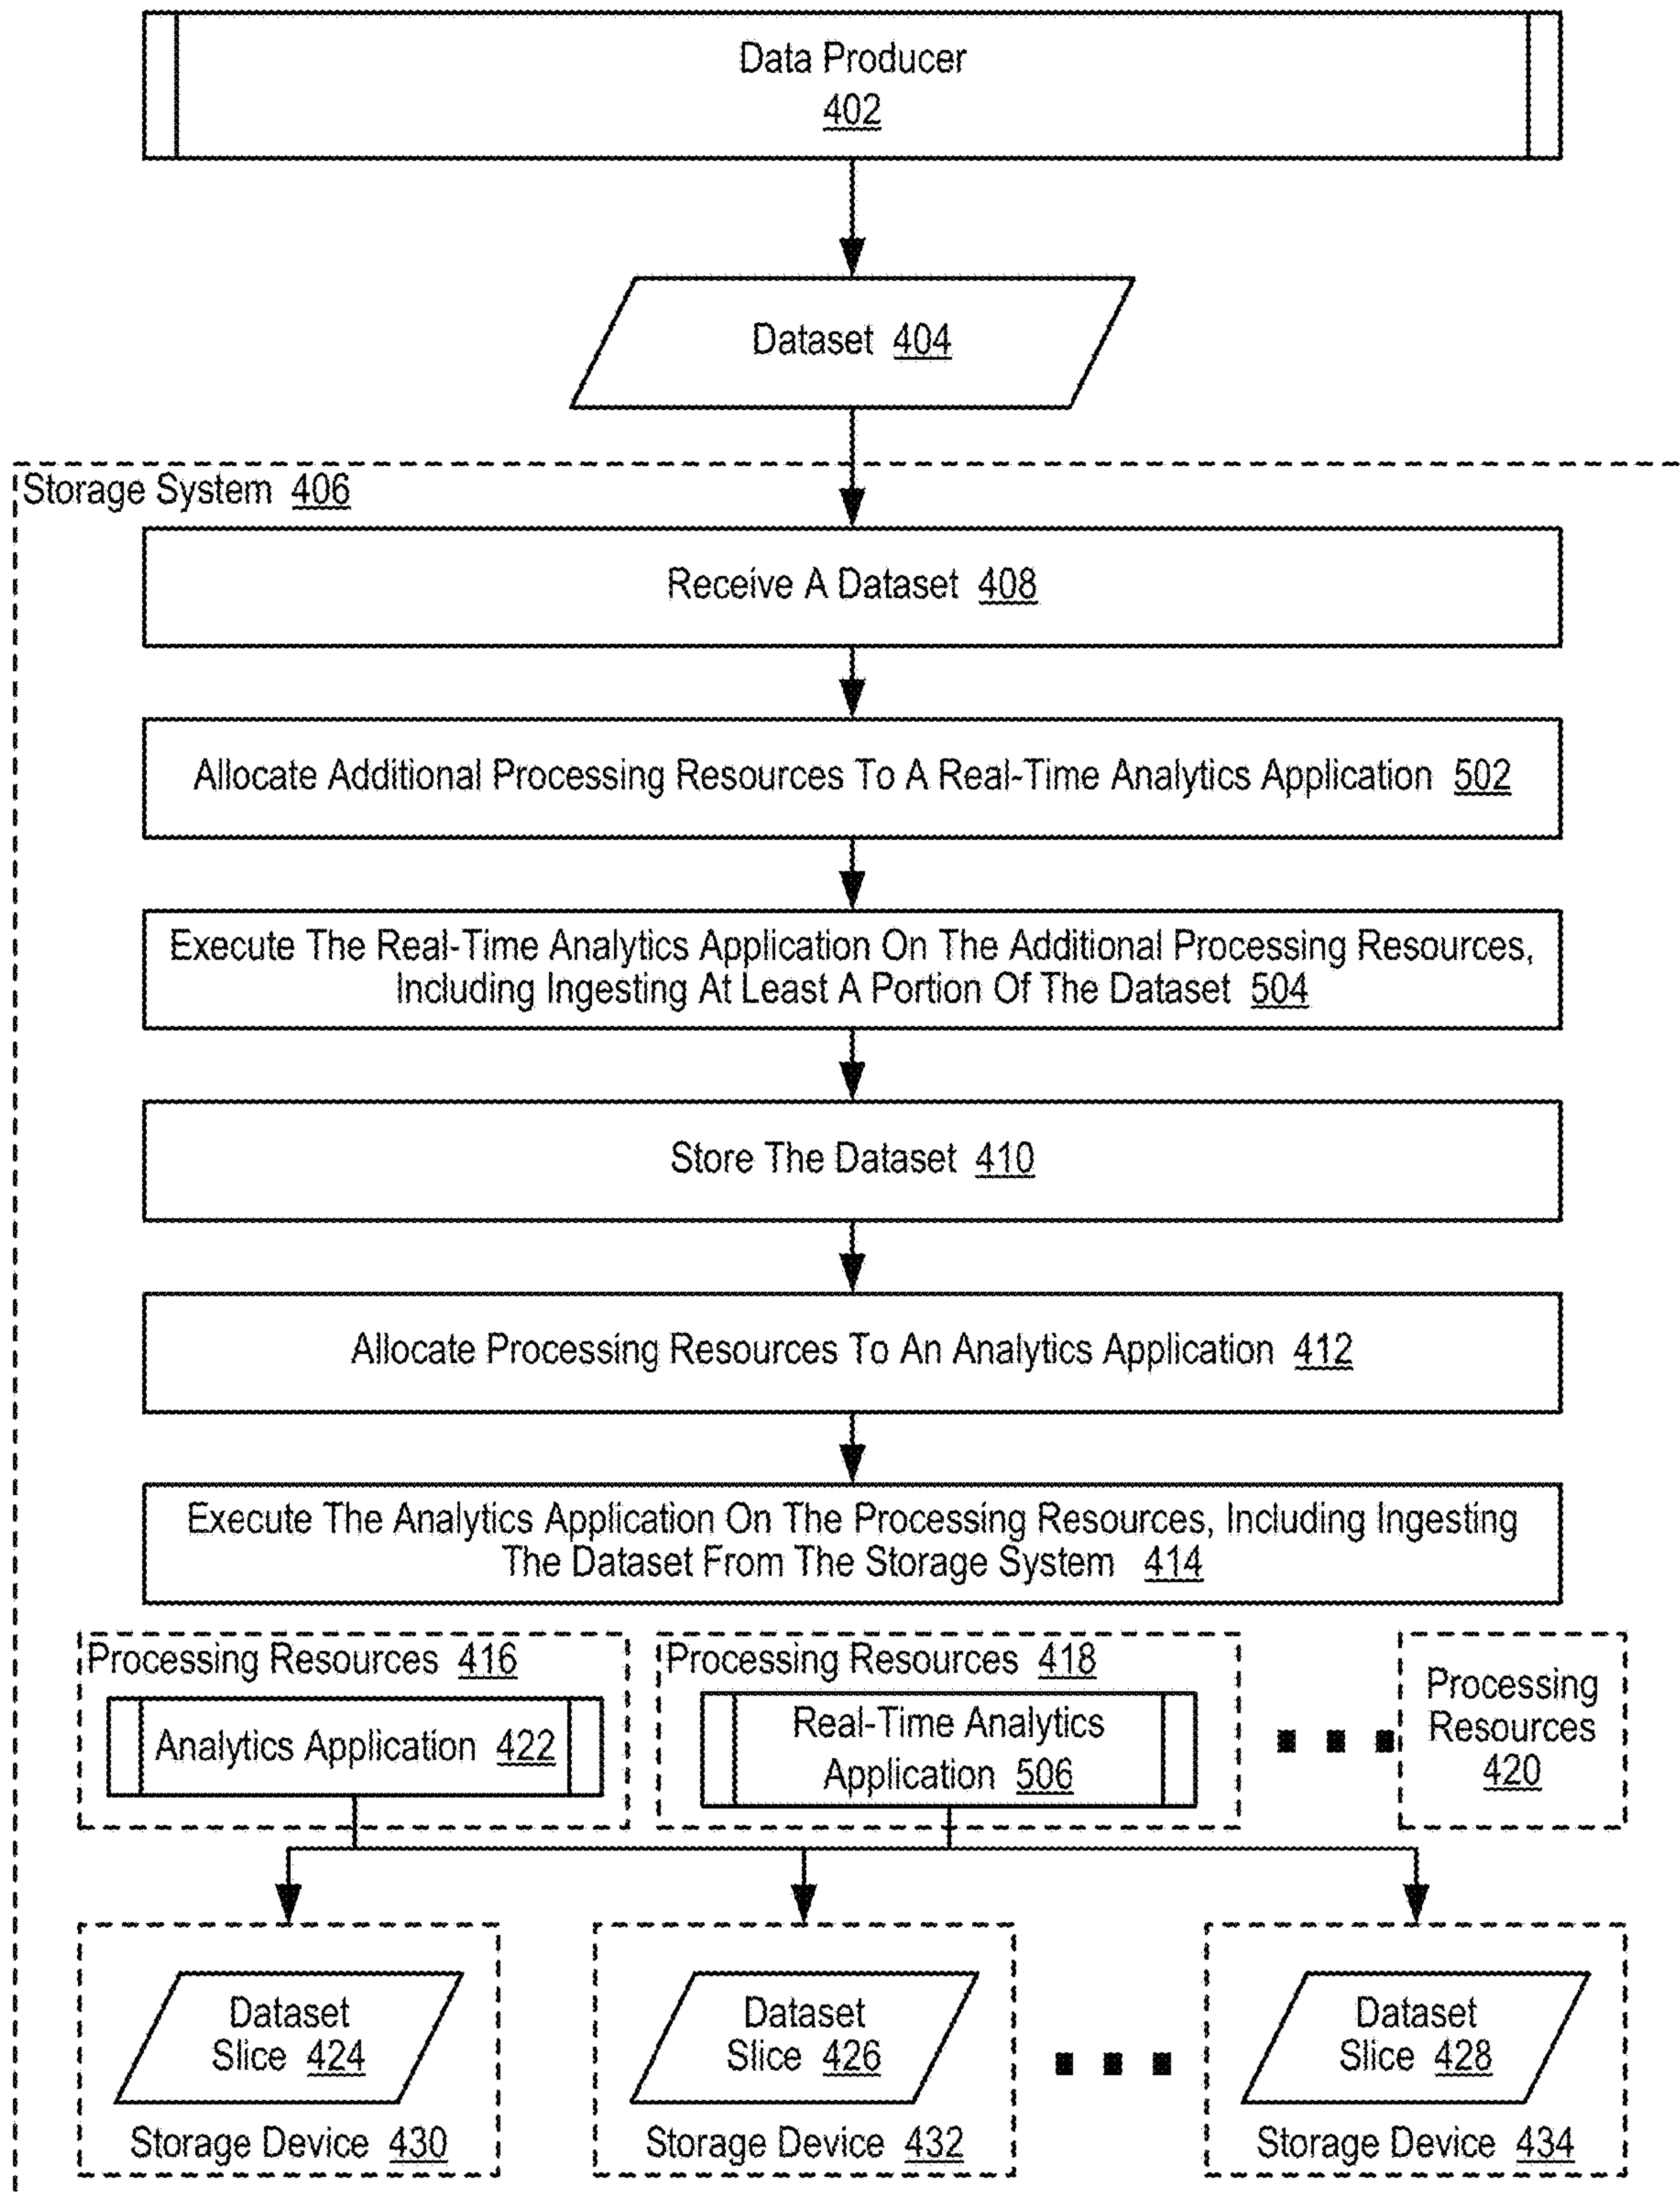 Data Producer
402
Dataset 404
Storage System 406
Receive A Dataset 408
Allocate Additional Processing Resources To A Real-Time Analytics Application 502
Execute The Real-Time Analytics Application On The Additional Processing Resources,
Including Ingesting At Least A Portion Of The Dataset 504
Store The Dataset 410
Allocate Processing Resources To An Analytics Application 412
Execute The Analytics Application On The Processing Resources, Including Ingesting
The Dataset From The Storage System 414
Processing Resources 416
Analytics Application 422
Processing Resources 418
Real-Time Analytics
Application 506
Processing
Resources
420
Dataset
Slice 424
Storage Device 430
Dataset
Slice 426
Storage Device 432
Dataset
Slice 428
Storage Device 434